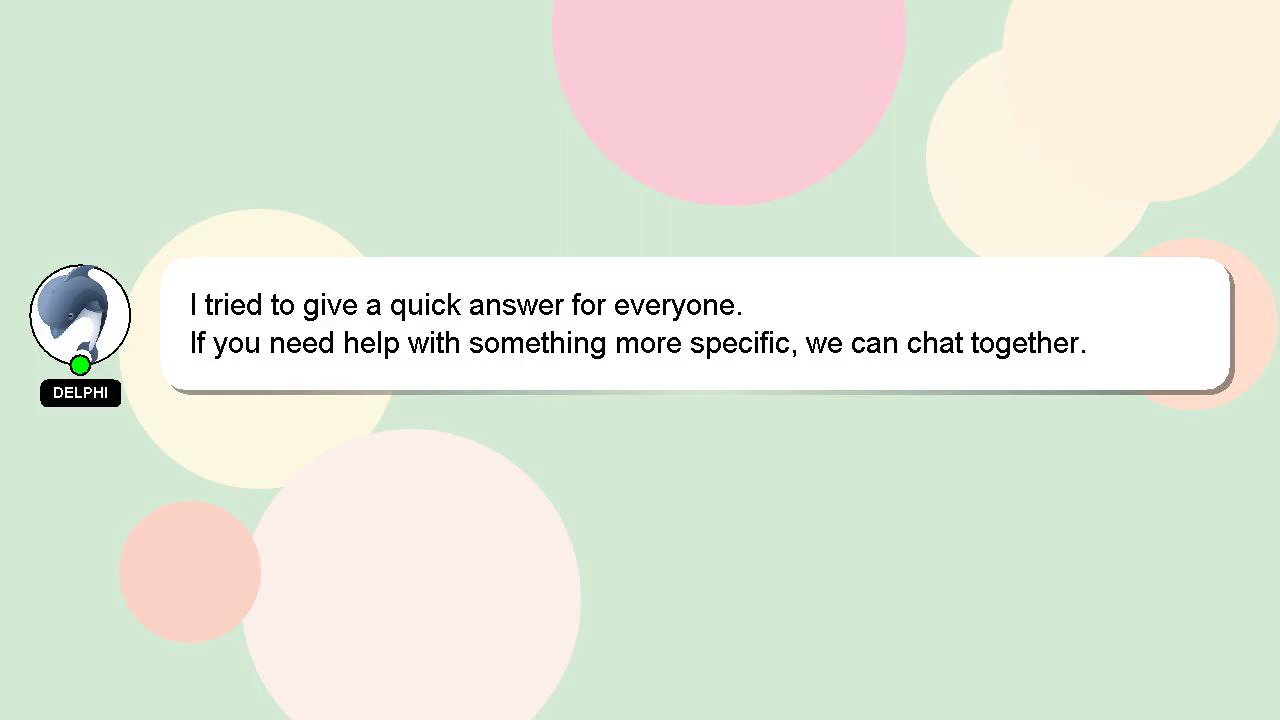 I tried to give a quick answer for everyone.
If you need help with something more specific, we can chat together.
DELPHI